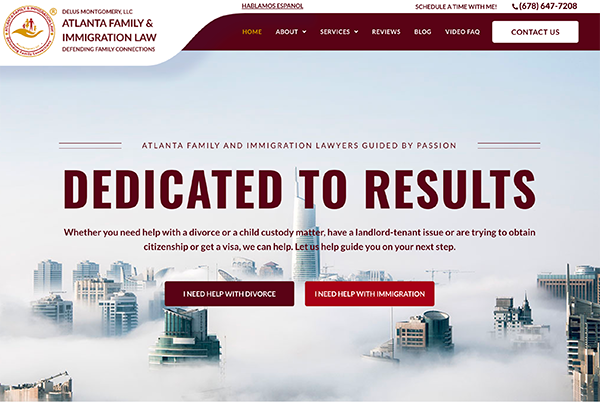 HABLAMOS ESPANOL
SCHEDULE A TIME WITH ME!
(678) 647-7208
DELUS MONTGOMERY, LLC
ATLANTA FAMILY &
IMMIGRATION LAW
DEFENDING FAMILY CONNECTIONS
HOME
ABOUT
SERVICES
REVIEWS
BLOG
VIDEO FAQ
CONTACT US
ATLANTA FAMILY AND IMMIGRATION LAWYERS GUIDED BY PASSION
DEDICATED TO RESULTS
Whether you need help with a divorce or a child custody matter, have a landlord-tenant issue or are trying to obtain
citizenship or get a visa, we can help. Let us help guide you on your next step.
I NEED HELP WITH DIVORCE
I NEED HELP WITH IMMIGRATION